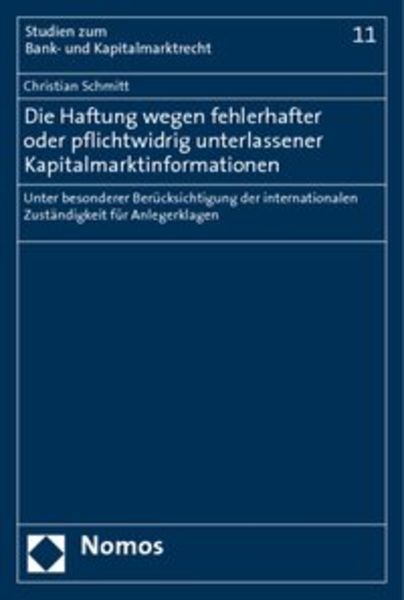 Studien zum
Bank- und Kapitalmarktrecht
11
Christian Schmitt
Die Haftung wegen fehlerhafter
oder pflichtwidrig unterlassener
Kapitalmarktinformationen
Unter besonderer Berücksichtigung der internationalen
Zuständigkeit für Anlegerklagen
Nomos